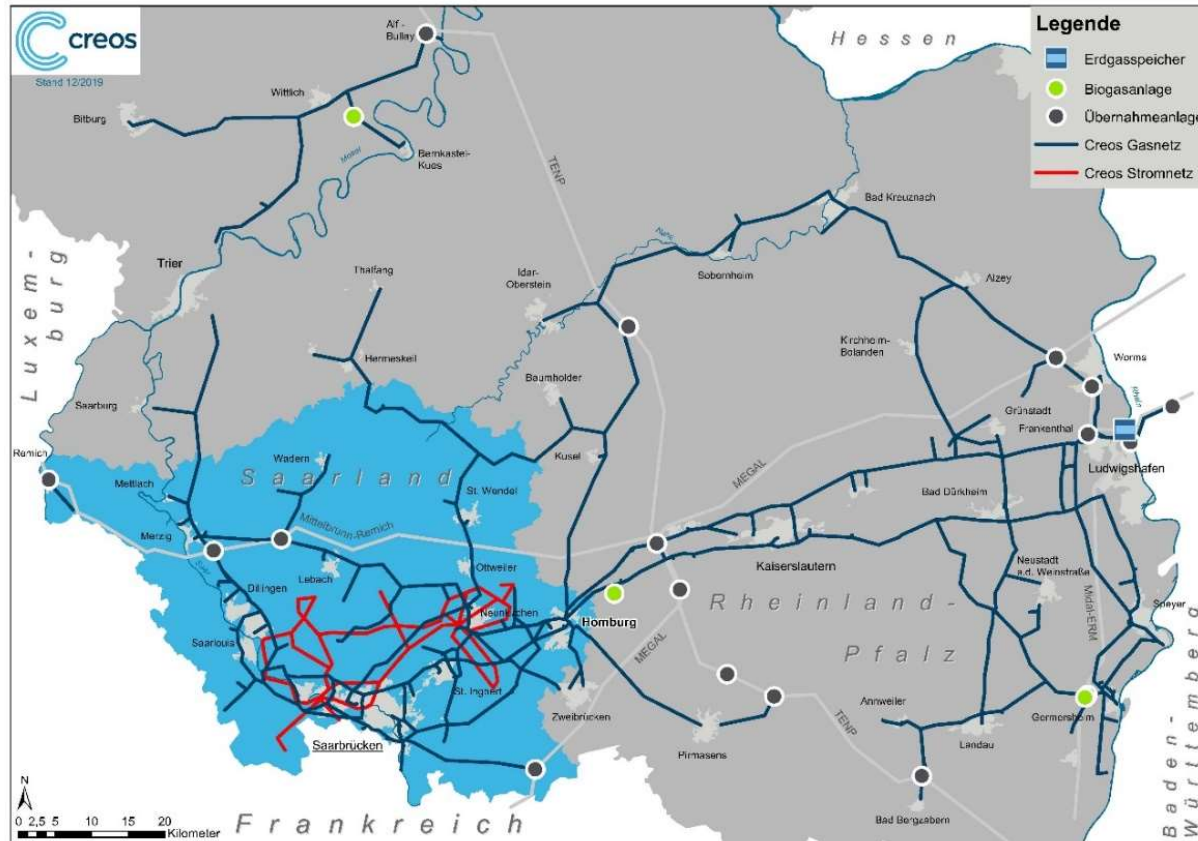 creos
Stand 12/2019
Legende
Erdgasspeicher
Biogasanlage
Übernahmeanlage
Creos Gasnetz
Creos Stromnetz
Hessen
Alf -
Bullay
Wittlich
Bitburg
Bernkastel-
Kues
Mosel
TENP
Bad Kreuznach
Nahe
Sobernheim
Luxem-
burg
Trier
Thalfang
Idar-
Oberstein
Alzey
Hermeskeil
Kirchheim-
Bolanden
Worms
Baumholder
Saarburg
Grünstadt
Rhein
Frankenthal
Remich
Kusel
Ludwigshafen
Mettlach
Wadern
Saarland
St. Wendel
MEGAL
Bad Dürkheim
Merzig
Mittelbrunn-Remich
Kaiserslautern
Saar
Dillingen
Lebach
Ottweiler
Neustadt
a.d. Weinstraße
Neunkirchen
Homburg
Rheinland-
Pfalz
Midal-ERM
Speyer
Saarlouis
MEGAL
St. Ingbert
Zweibrücken
Annweiler
Germersheim
Saarbrücken
Pirmasens
TENP
Landau
Bad Bergzabern
Baden-
Württemberg
Frankreich
N
0 2,5 5 10 15 20
Kilometer